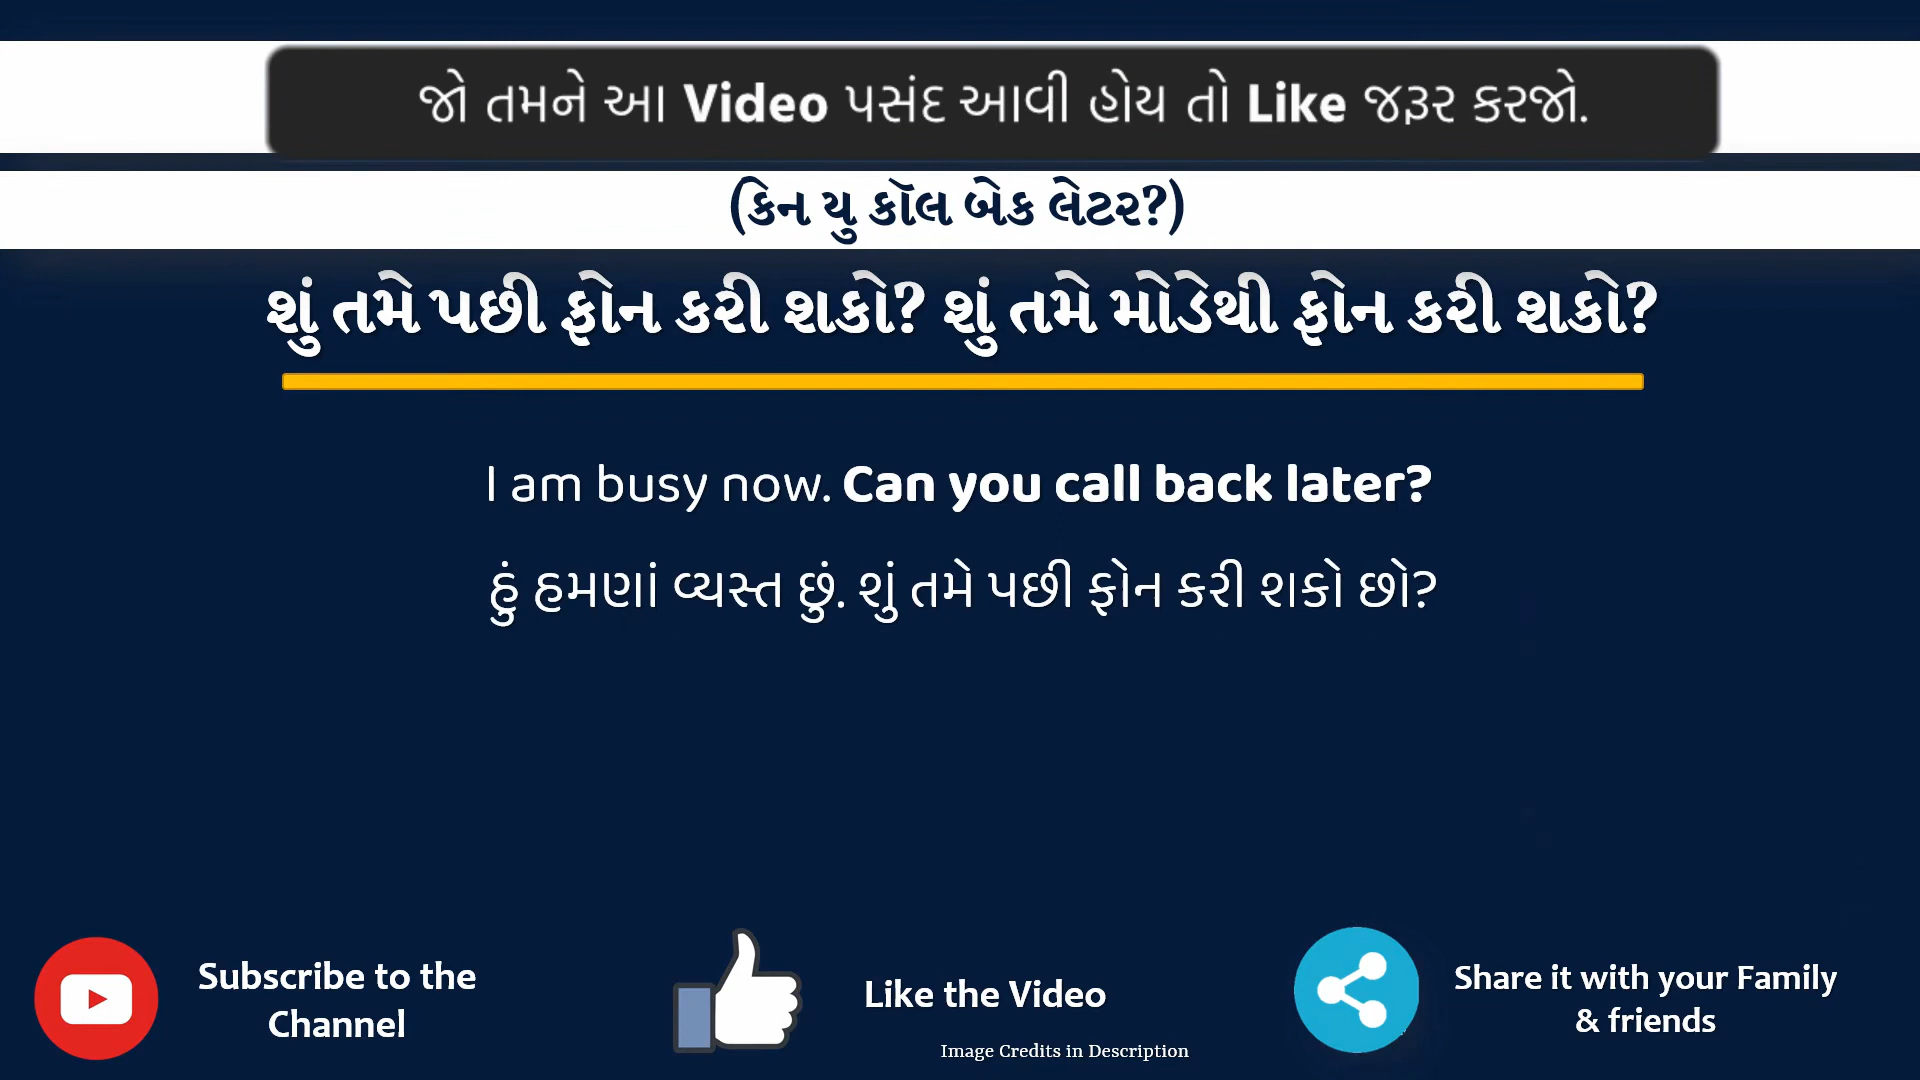 જો તમને આ Video પસંદ આવી હોય તો Like જરૂર કરજો.
(કેન યુ કૉલ બેક લેટર?)
શું તમે પછી ફોન કરી શકો? શું તમે મોડેથી ફોન કરી શકો?
I am busy now. Can you call back later?
હું હમણાં વ્યસ્ત છું. શું તમે પછી ફોન કરી શકો છો?
Subscribe to the
Channel
Like the Video
Share it with your Family
& friends
Image Credits in Description